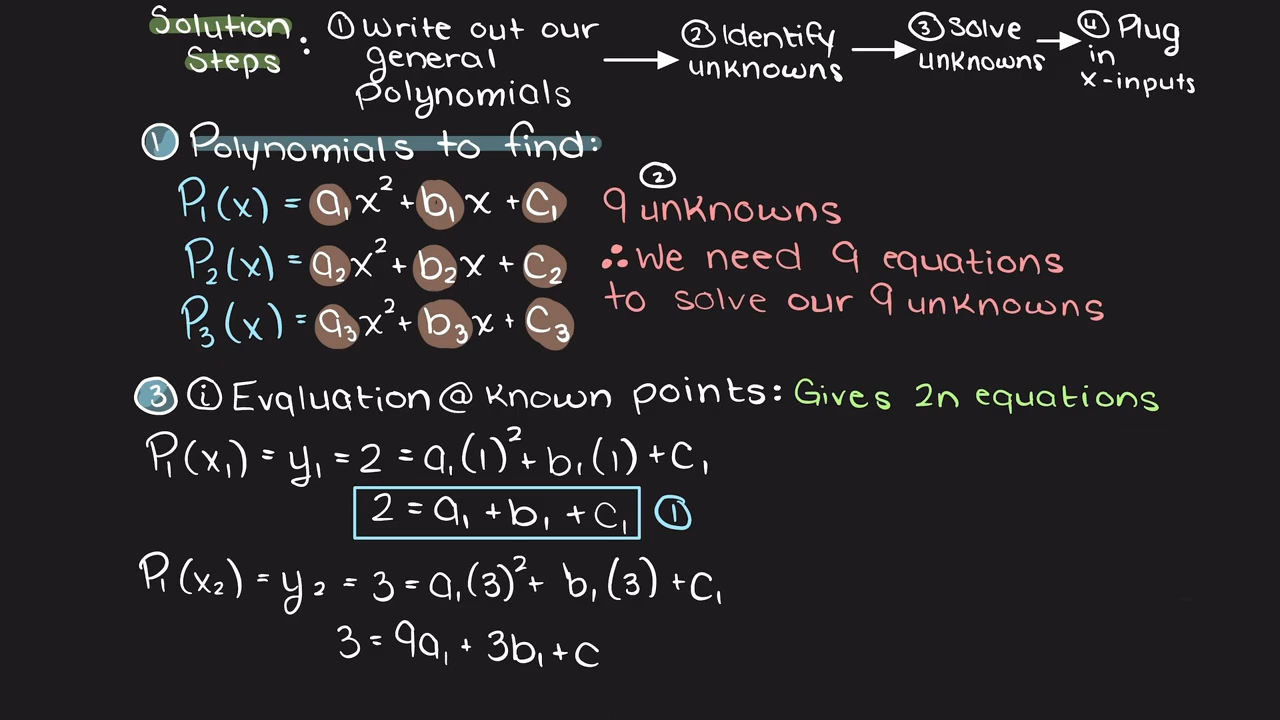 Solution Steps : ① Write out our general polynomials → ② Identify unknowns → ③ Solve unknowns → ④ Plug in x-inputs
① Polynomials to find:
P₁(x) = a₁x² + b₁x + c₁
② 9 unknowns
P₂(x) = a₂x² + b₂x + c₂
∴ We need 9 equations
P₃(x) = a₃x² + b₃x + c₃
to solve our 9 unknowns
③ ⓘ Evaluation @ known points: Gives 2n equations
P₁(x₁) = y₁ = 2 = a₁(1)² + b₁(1) + c₁
2 = a₁ + b₁ + c₁ ①
P₁(x₂) = y₂ = 3 = a₁(3)² + b₁(3) + c₁
3 = 9a₁ + 3b₁ + c